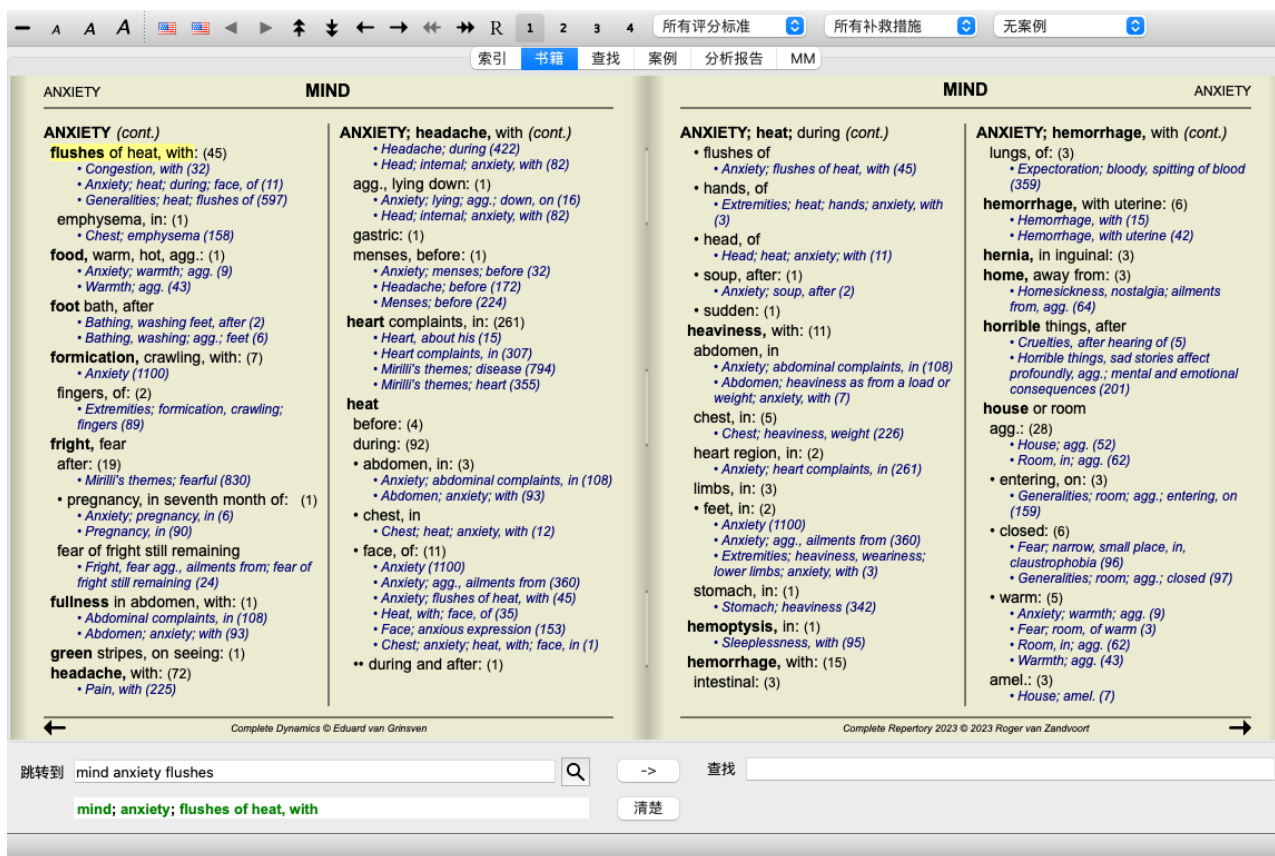 A A A R 1 2 3 4 所有评分标准 所有补救措施 无案例
索引 书籍 查找 案例 分析报告 MM
ANXIETY MIND
ANXIETY (cont.)
flushes of heat, with: (45)
• Congestion, with (32)
• Anxiety; heat; during; face, of (11)
• Generalities; heat; flushes of (597)
emphysema, in: (1)
• Chest; emphysema (158)
food, warm, hot, agg.: (1)
• Anxiety; warmth; agg. (9)
• Warmth; agg. (43)
foot bath, after
• Bathing, washing feet, after (2)
• Bathing, washing; agg.; feet (6)
formication, crawling, with: (7)
• Anxiety (1100)
fingers, of: (2)
• Extremities; formication, crawling;
fingers (89)
fright, fear
after: (19)
• Mirilli's themes; fearful (830)
• pregnancy, in seventh month of: (1)
• Anxiety; pregnancy, in (6)
• Pregnancy, in (90)
fear of fright still remaining
• Fright, fear agg., ailments from; fear of
fright still remaining (24)
fullness in abdomen, with: (1)
• Abdominal complaints, in (108)
• Abdomen; anxiety; with (93)
green stripes, on seeing: (1)
headache, with: (72)
• Pain, with (225)
ANXIETY; headache, with (cont.)
• Headache; during (422)
• Head; internal; anxiety, with (82)
agg., lying down: (1)
• Anxiety; lying; agg.; down, on (16)
• Head; internal; anxiety, with (82)
gastric: (1)
menses, before: (1)
• Anxiety; menses; before (32)
• Headache; before (172)
• Menses; before (224)
heart complaints, in: (261)
• Heart, about his (15)
• Heart complaints, in (307)
• Mirilli's themes; disease (794)
• Mirilli's themes; heart (355)
heat
before: (4)
during: (92)
• abdomen, in: (3)
• Anxiety; abdominal complaints, in (108)
• Abdomen; anxiety; with (93)
• chest, in
• Chest; heat; anxiety, with (12)
• face, of: (11)
• Anxiety (1100)
• Anxiety; agg., ailments from (360)
• Anxiety; flushes of heat, with (45)
• Heat, with; face, of (35)
• Face; anxious expression (153)
• Chest; anxiety; heat, with; face, in (1)
•• during and after: (1)
Complete Dynamics © Eduard van Grinsven
MIND ANXIETY
ANXIETY; heat; during (cont.)
• flushes of
• Anxiety; flushes of heat, with (45)
• hands, of
• Extremities; heat; hands; anxiety, with
(3)
• head, of
• Head; heat; anxiety; with (11)
• soup, after: (1)
• Anxiety; soup, after (2)
• sudden: (1)
heaviness, with: (11)
abdomen, in
• Anxiety; abdominal complaints, in (108)
• Abdomen; heaviness as from a load or
weight; anxiety, with (7)
chest, in: (5)
• Chest; heaviness, weight (226)
heart region, in: (2)
• Anxiety; heart complaints, in (261)
limbs, in: (3)
• feet, in: (2)
• Anxiety (1100)
• Anxiety; agg., ailments from (360)
• Extremities; heaviness, weariness;
lower limbs; anxiety, with (3)
stomach, in: (1)
• Stomach; heaviness (342)
hemoptysis, in: (1)
• Sleeplessness, with (95)
hemorrhage, with: (15)
intestinal: (3)
ANXIETY; hemorrhage, with (cont.)
lungs, of: (3)
• Expectoration; bloody, spitting of blood
(359)
hemorrhage, with uterine: (6)
• Hemorrhage, with (15)
• Hemorrhage, with uterine (42)
hernia, in inguinal: (3)
home, away from: (3)
• Homesickness, nostalgia; ailments
from, agg. (64)
horrible things, after
• Cruelties, after hearing of (5)
• Horrible things, sad stories affect
profoundly, agg.; mental and emotional
consequences (201)
house or room
agg.: (28)
• House; agg. (52)
• Room, in; agg. (62)
• entering, on: (3)
• Generalities; room; agg.; entering, on
(159)
• closed: (6)
• Fear; narrow, small place, in,
claustrophobia (96)
• Generalities; room; agg.; closed (97)
• warm: (5)
• Anxiety; warmth; agg. (9)
• Fear; room, of warm (3)
• Room, in; agg. (62)
• Warmth; agg. (43)
amel.: (3)
• House; amel. (7)
Complete Repertory 2023 © 2023 Roger van Zandvoort
跳转到 mind anxiety flushes -> 查找
mind; anxiety; flushes of heat, with 清楚